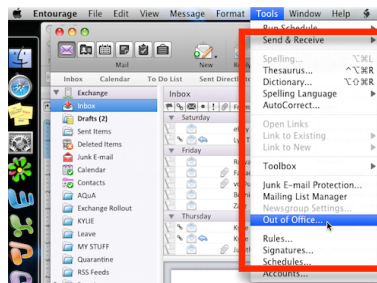 Entourage File Edit View Message Format Tools Window Help
Run Schedule
Send & Receive
Spelling... ⌥⌘L
Thesaurus... ^⌥⌘R
Dictionary... ⌥⇧⌘R
Spelling Language
AutoCorrect...
Open Links
Link to Existing
Link to New
Toolbox
Junk E-mail Protection...
Mailing List Manager
Newsgroup Settings...
Out of Office...
Rules...
Signatures...
Schedules...
Accounts...
Mail
New
Inbox Calendar To Do List Sent Direct
Exchange
Inbox
Drafts (2)
Sent Items
Deleted Items
Junk E-mail
Calendar
Contacts
AQuA
Exchange Rollout
KYLIE
Leave
MY STUFF
Quarantine
RSS Feeds
Inbox
From
Saturday
Friday
Thursday